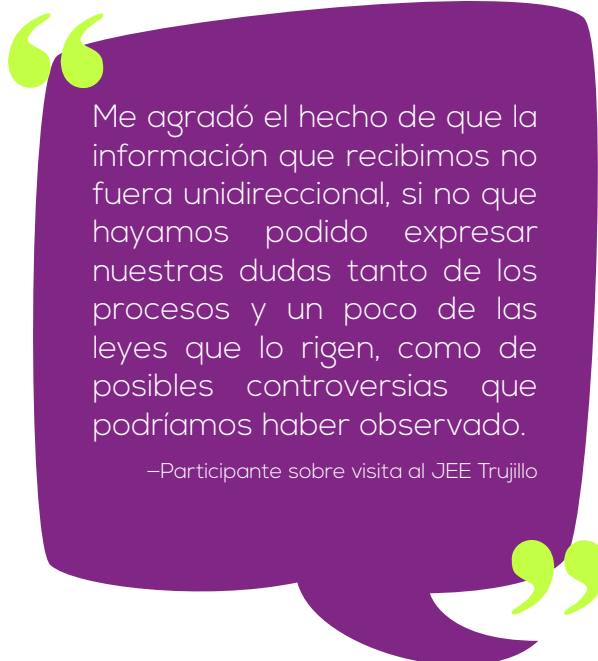 Me agradó el hecho de que la
información que recibimos no
fuera unidireccional, si no que
hayamos podido expresar
nuestras dudas tanto de los
procesos y un poco de las
leyes que lo rigen, como de
posibles controversias que
podríamos haber observado.
—Participante sobre visita al JEE Trujillo